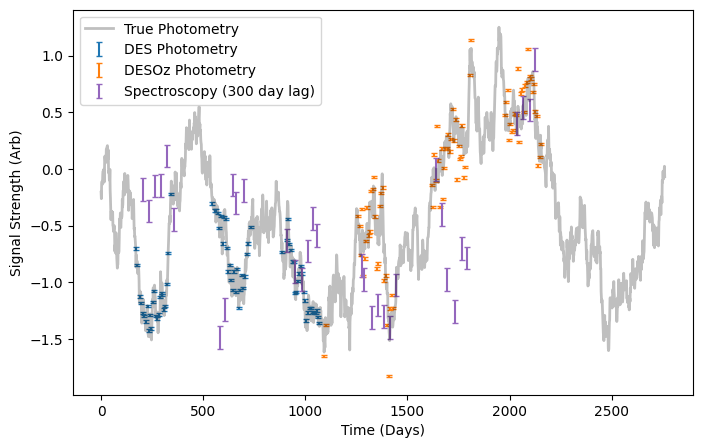 True Photometry
DES Photometry
DESOz Photometry
Spectroscopy (300 day lag)
Signal Strength (Arb)
1.0
0.5
0.0
−0.5
−1.0
−1.5
0 500 1000 1500 2000 2500
Time (Days)